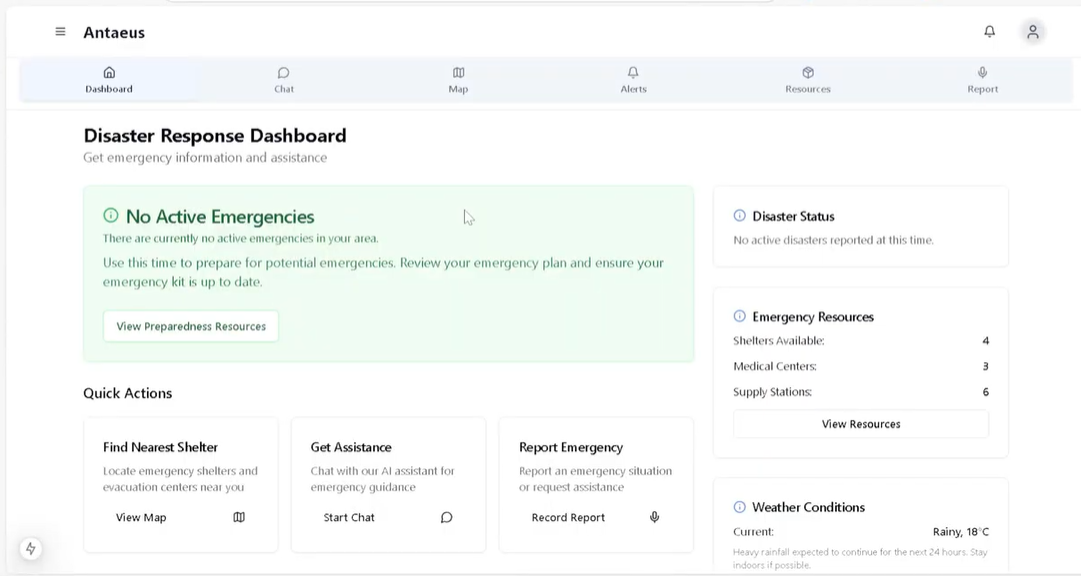 Antaeus
Dashboard
Chat
Map
Alerts
Resources
Report
Disaster Response Dashboard
Get emergency information and assistance
No Active Emergencies
There are currently no active emergencies in your area.
Use this time to prepare for potential emergencies. Review your emergency plan and ensure your
emergency kit is up to date.
View Preparedness Resources
Quick Actions
Find Nearest Shelter
Locate emergency shelters and
evacuation centers near you
View Map
Get Assistance
Chat with our AI assistant for
emergency guidance
Start Chat
Report Emergency
Report an emergency situation
or request assistance
Record Report
Disaster Status
No active disasters reported at this time.
Emergency Resources
Shelters Available: 4
Medical Centers: 3
Supply Stations: 6
View Resources
Weather Conditions
Current: Rainy, 18°C
Heavy rainfall expected to continue for the next 24 hours. Stay
indoors if possible.